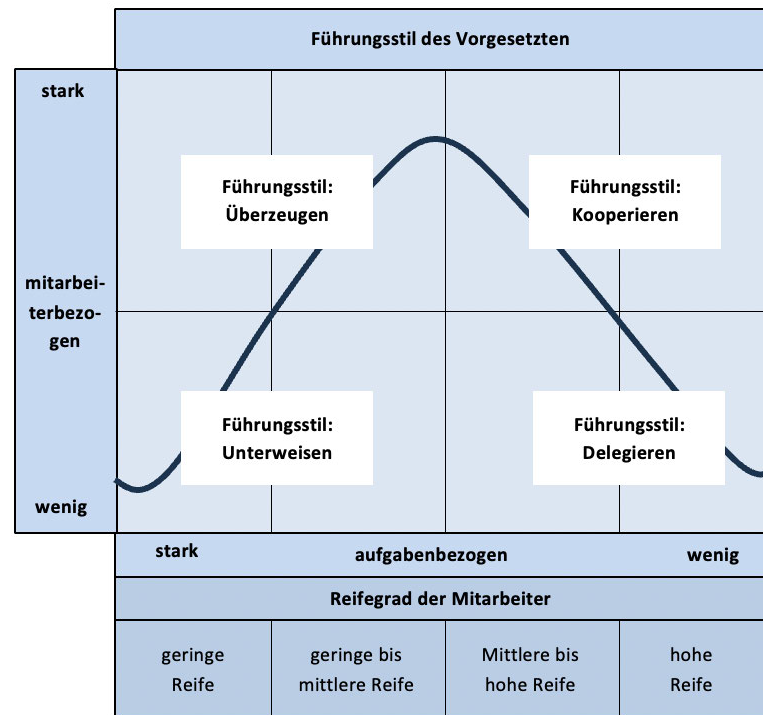 Führungsstil des Vorgesetzten
stark
Führungsstil:
Überzeugen
Führungsstil:
Kooperieren
mitarbei-
terbezo-
gen
Führungsstil:
Unterweisen
Führungsstil:
Delegieren
wenig
stark
aufgabenbezogen
wenig
Reifegrad der Mitarbeiter
geringe
Reife
geringe bis
mittlere Reife
Mittlere bis
hohe Reife
hohe
Reife